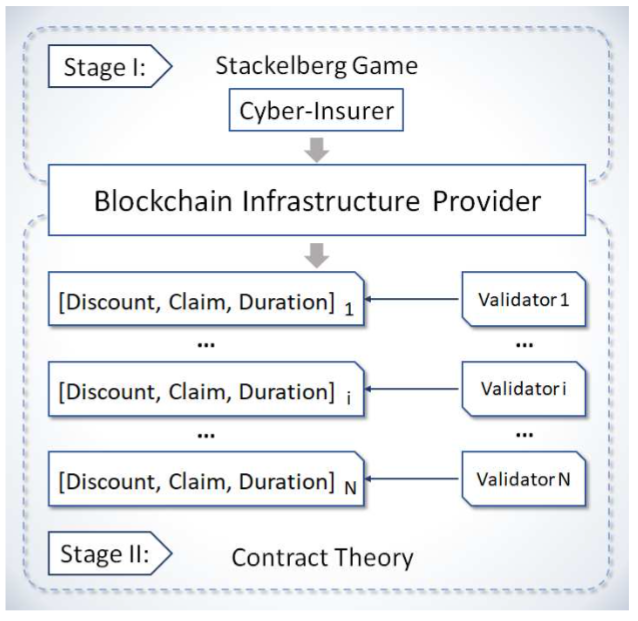 Stage I:
Stackelberg Game
Cyber-Insurer
Blockchain Infrastructure Provider
[Discount, Claim, Duration] 1
Validator 1
... ...
[Discount, Claim, Duration] i
Validator i
... ...
[Discount, Claim, Duration] N
Validator N
Stage II:
Contract Theory